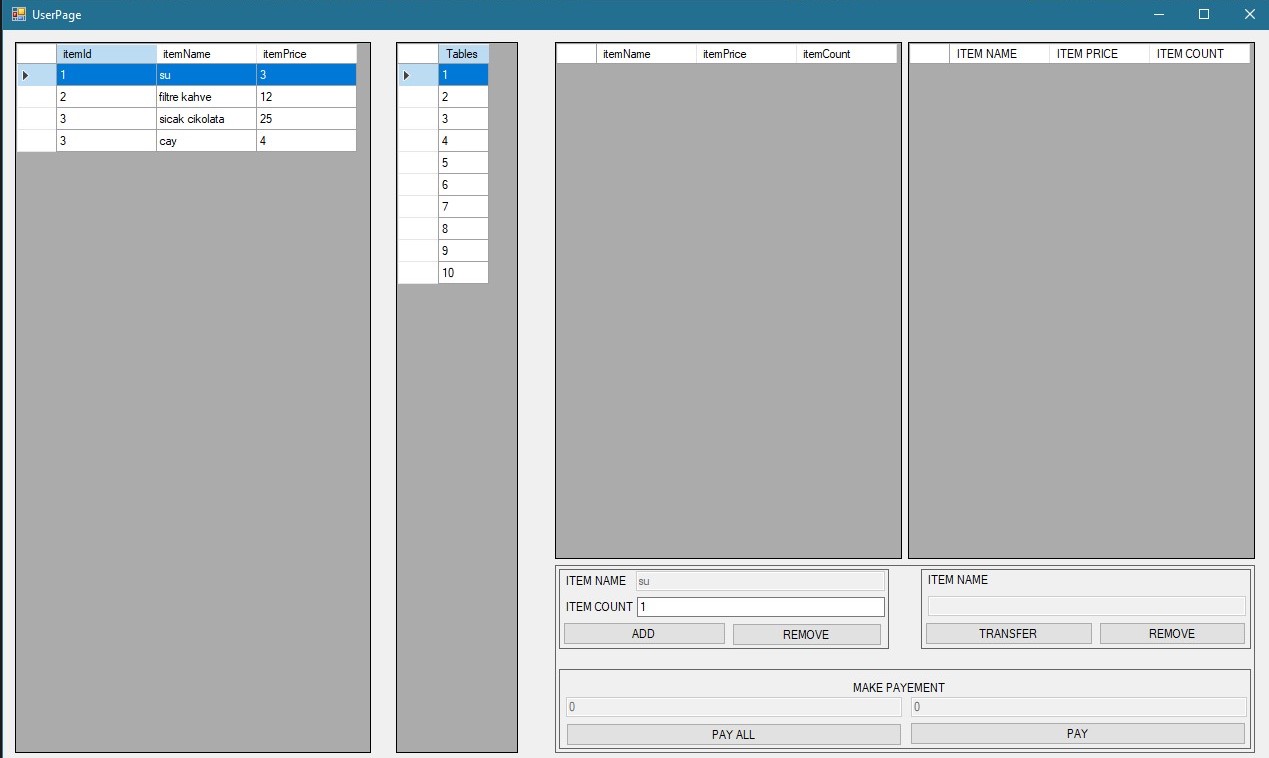 UserPage
itemId itemName itemPrice
1 su 3
2 filtre kahve 12
3 sicak cikolata 25
3 cay 4
Tables
1
2
3
4
5
6
7
8
9
10
itemName itemPrice itemCount
ITEM NAME ITEM PRICE ITEM COUNT
ITEM NAME su
ITEM COUNT 1
ADD REMOVE
ITEM NAME
TRANSFER REMOVE
MAKE PAYEMENT
0 0
PAY ALL PAY